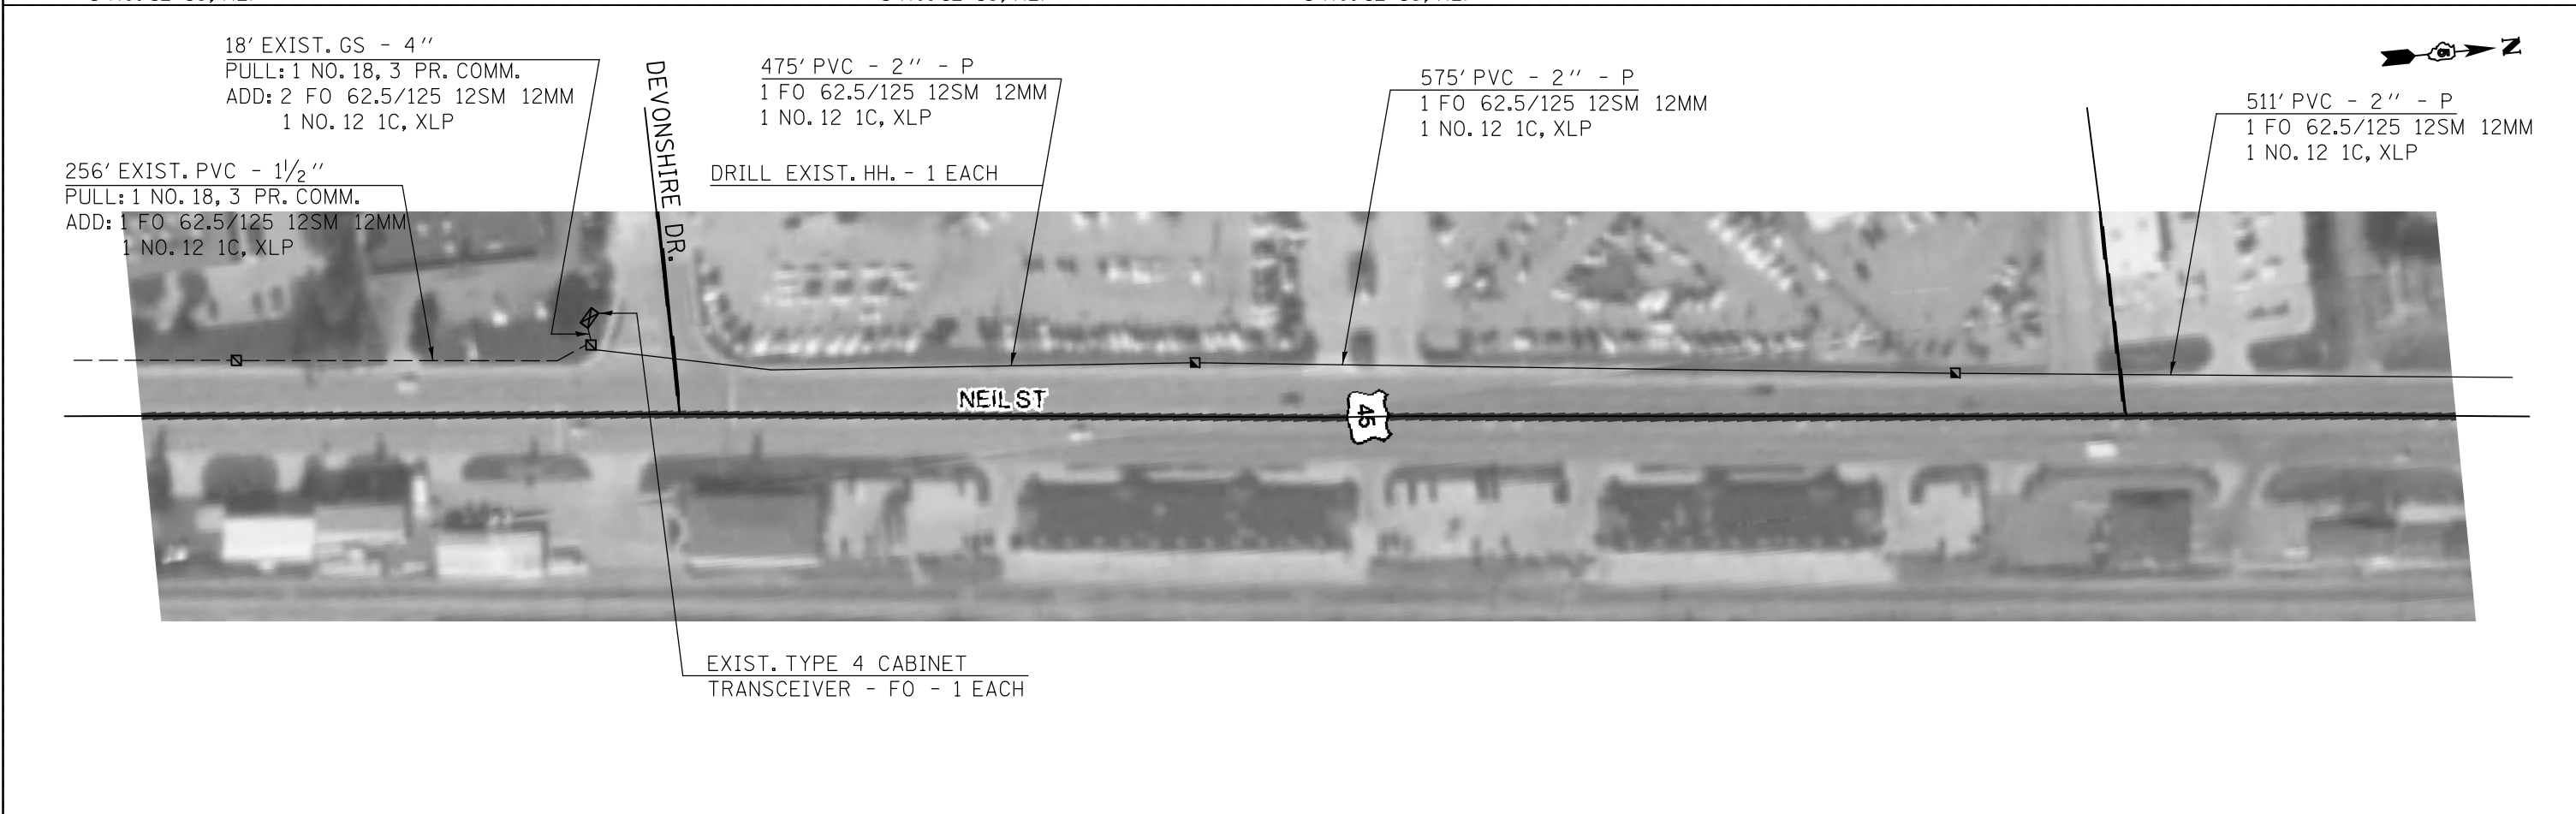 18' EXIST. GS - 4"
PULL: 1 NO. 18, 3 PR. COMM.
ADD: 2 FO 62.5/125 12SM 12MM
1 NO. 12 1C, XLP
256' EXIST. PVC - 1 1/2"
PULL: 1 NO. 18, 3 PR. COMM.
ADD: 1 FO 62.5/125 12SM 12MM
1 NO. 12 1C, XLP
DEVONSHIRE DR.
475' PVC - 2" - P
1 FO 62.5/125 12SM 12MM
1 NO. 12 1C, XLP
DRILL EXIST. HH. - 1 EACH
575' PVC - 2" - P
1 FO 62.5/125 12SM 12MM
1 NO. 12 1C, XLP
511' PVC - 2" - P
1 FO 62.5/125 12SM 12MM
1 NO. 12 1C, XLP
N
NEIL ST
45
EXIST. TYPE 4 CABINET
TRANSCEIVER - FO - 1 EACH